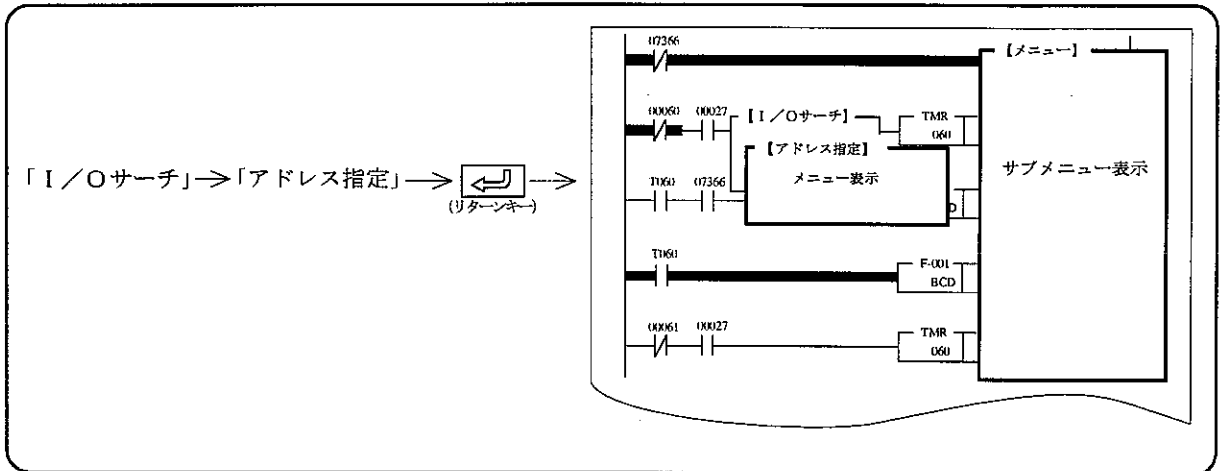 「I／Oサーチ」→「アドレス指定」→
(リターンキー)
07366
【メニュー】
サブメニュー表示
00060 00027
【I／Oサーチ】
TMR
060
【アドレス指定】
メニュー表示
T060 07366
D
T060
F-001
BCD
00061 00027
TMR
060